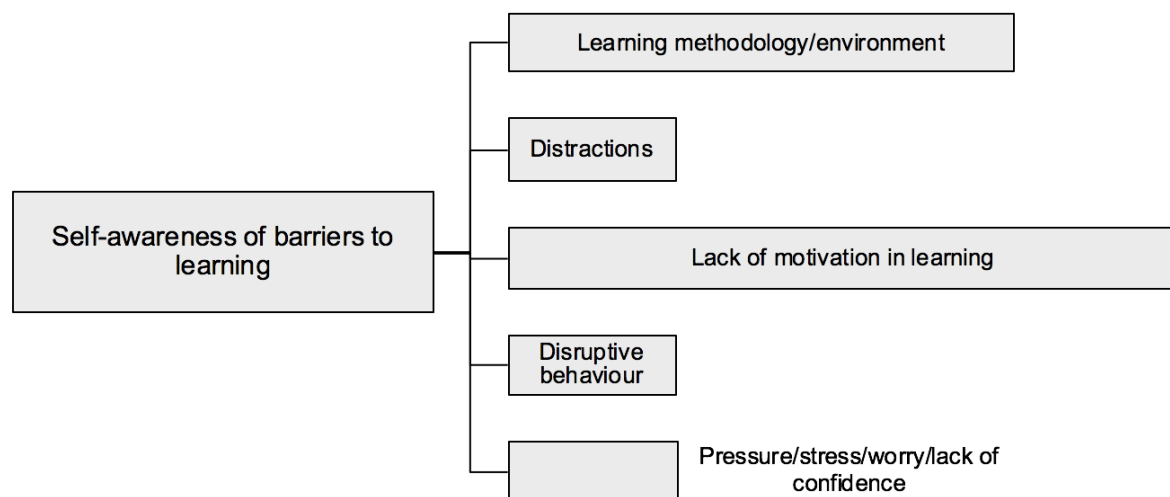 Learning methodology/environment
Distractions
Self-awareness of barriers to
learning
Lack of motivation in learning
Disruptive
behaviour
Pressure/stress/worry/lack of
confidence